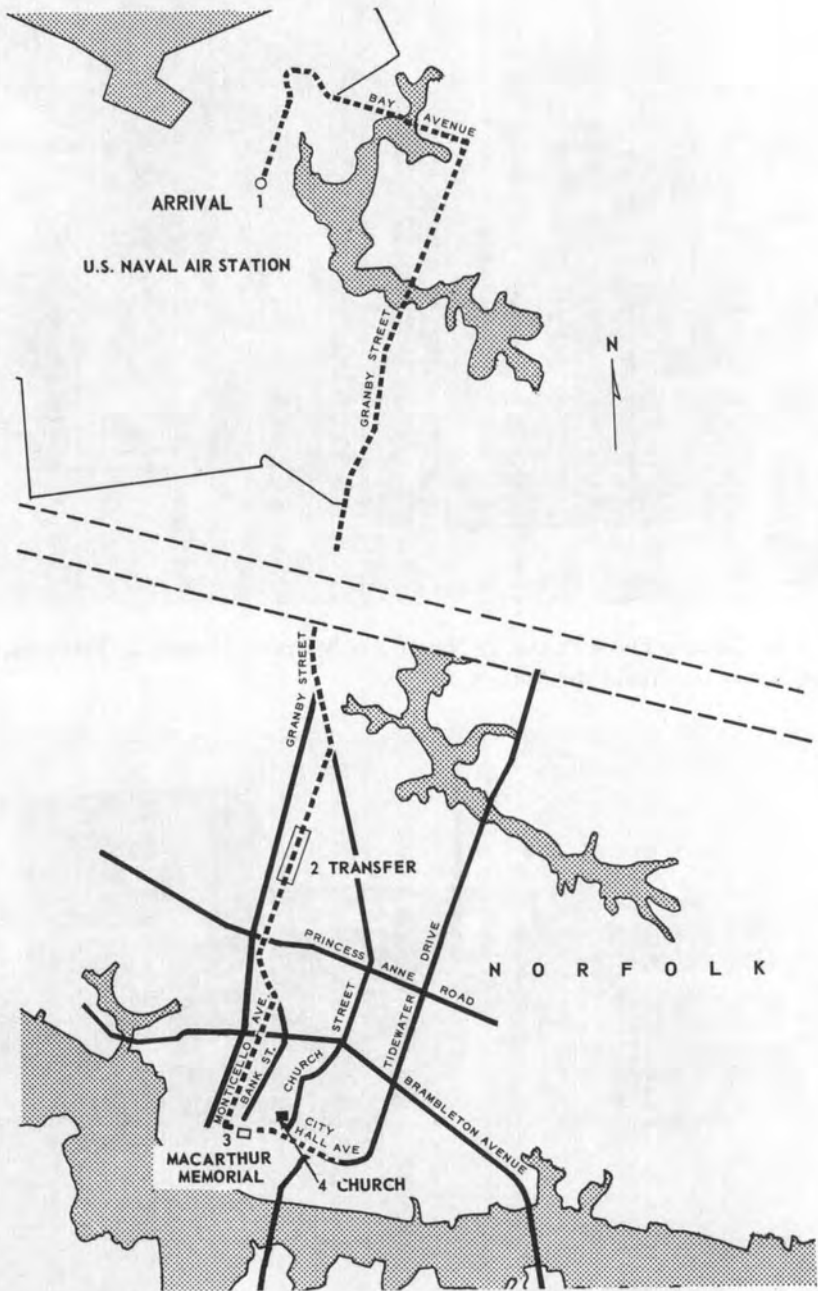 BAY AVENUE
ARRIVAL 1
U.S. NAVAL AIR STATION
GRANBY STREET
N
GRANBY STREET
2 TRANSFER
PRINCESS ANNE ROAD
TIDEWATER DRIVE
NORFOLK
MONTICELLO AVE.
BANK ST.
CHURCH STREET
BRAMBLETON AVENUE
CITY
HALL AVE
3
MACARTHUR
MEMORIAL
4 CHURCH